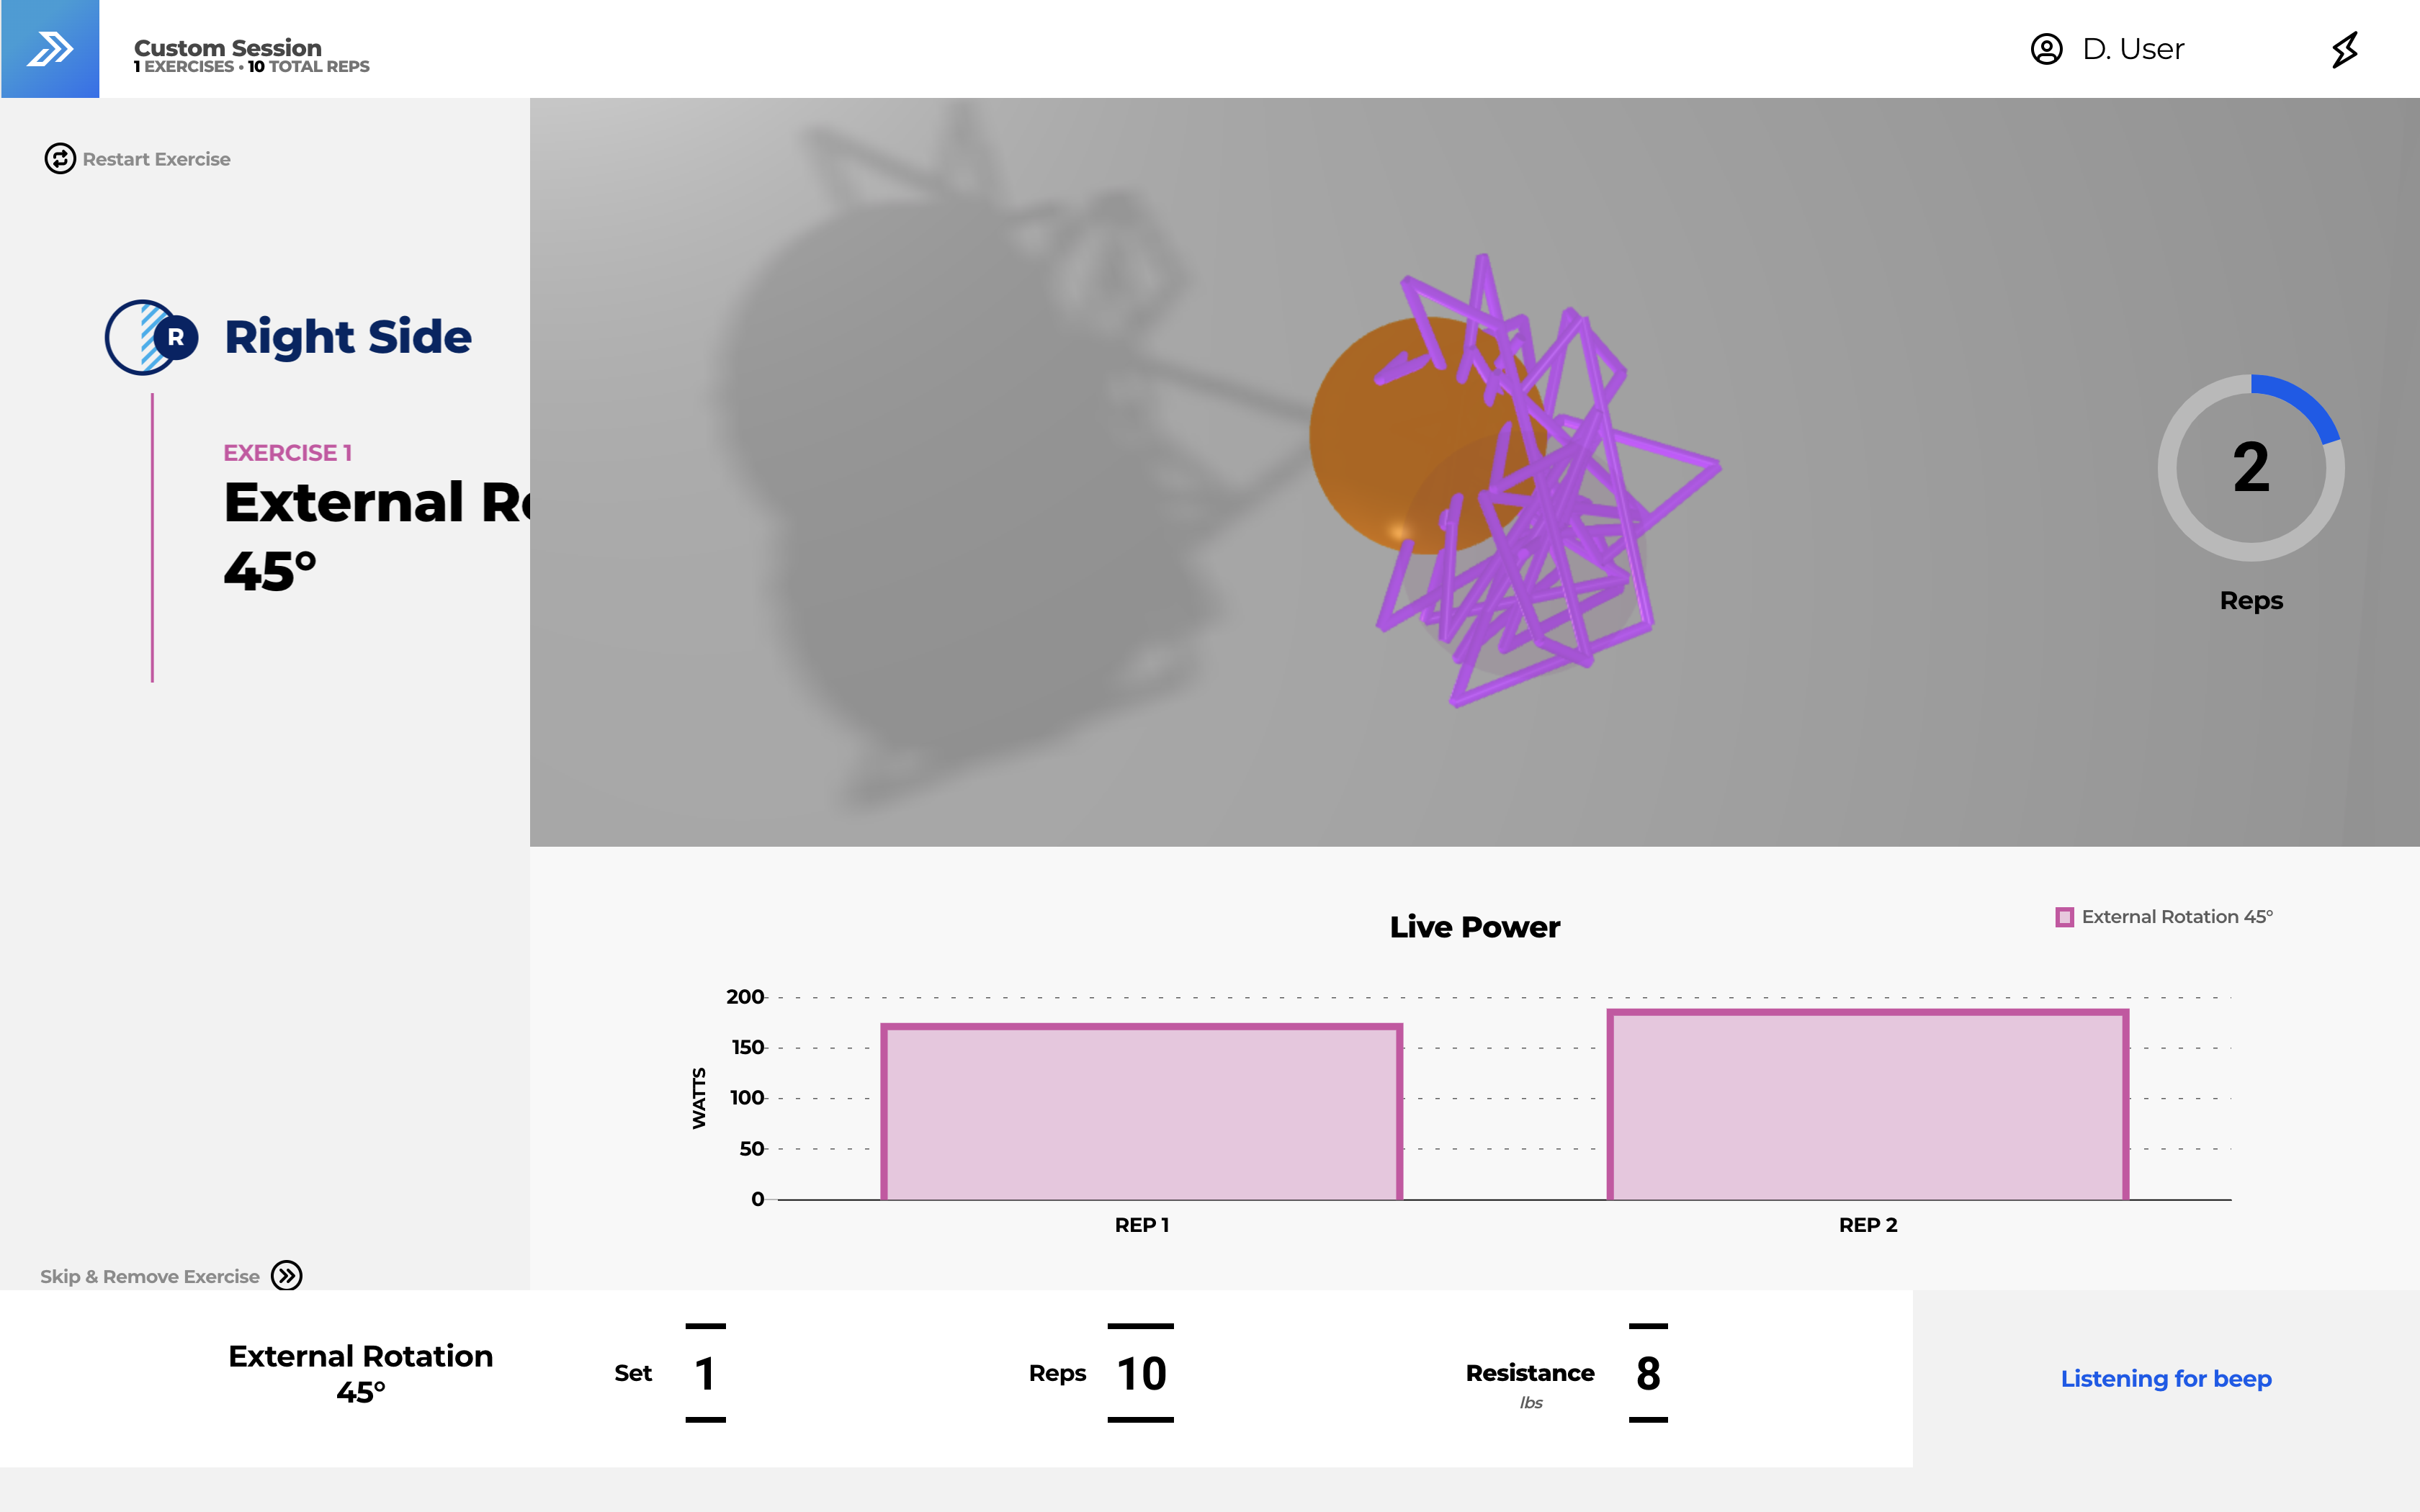 Custom Session
1 EXERCISES • 10 TOTAL REPS
D. User
Restart Exercise
R
Right Side
EXERCISE 1
External R
45°
2
Reps
Live Power
External Rotation 45°
WATTS
200
150
100
50
0
REP 1
REP 2
Skip & Remove Exercise
External Rotation
45°
Set
1
Reps
10
Resistance
lbs
8
Listening for beep